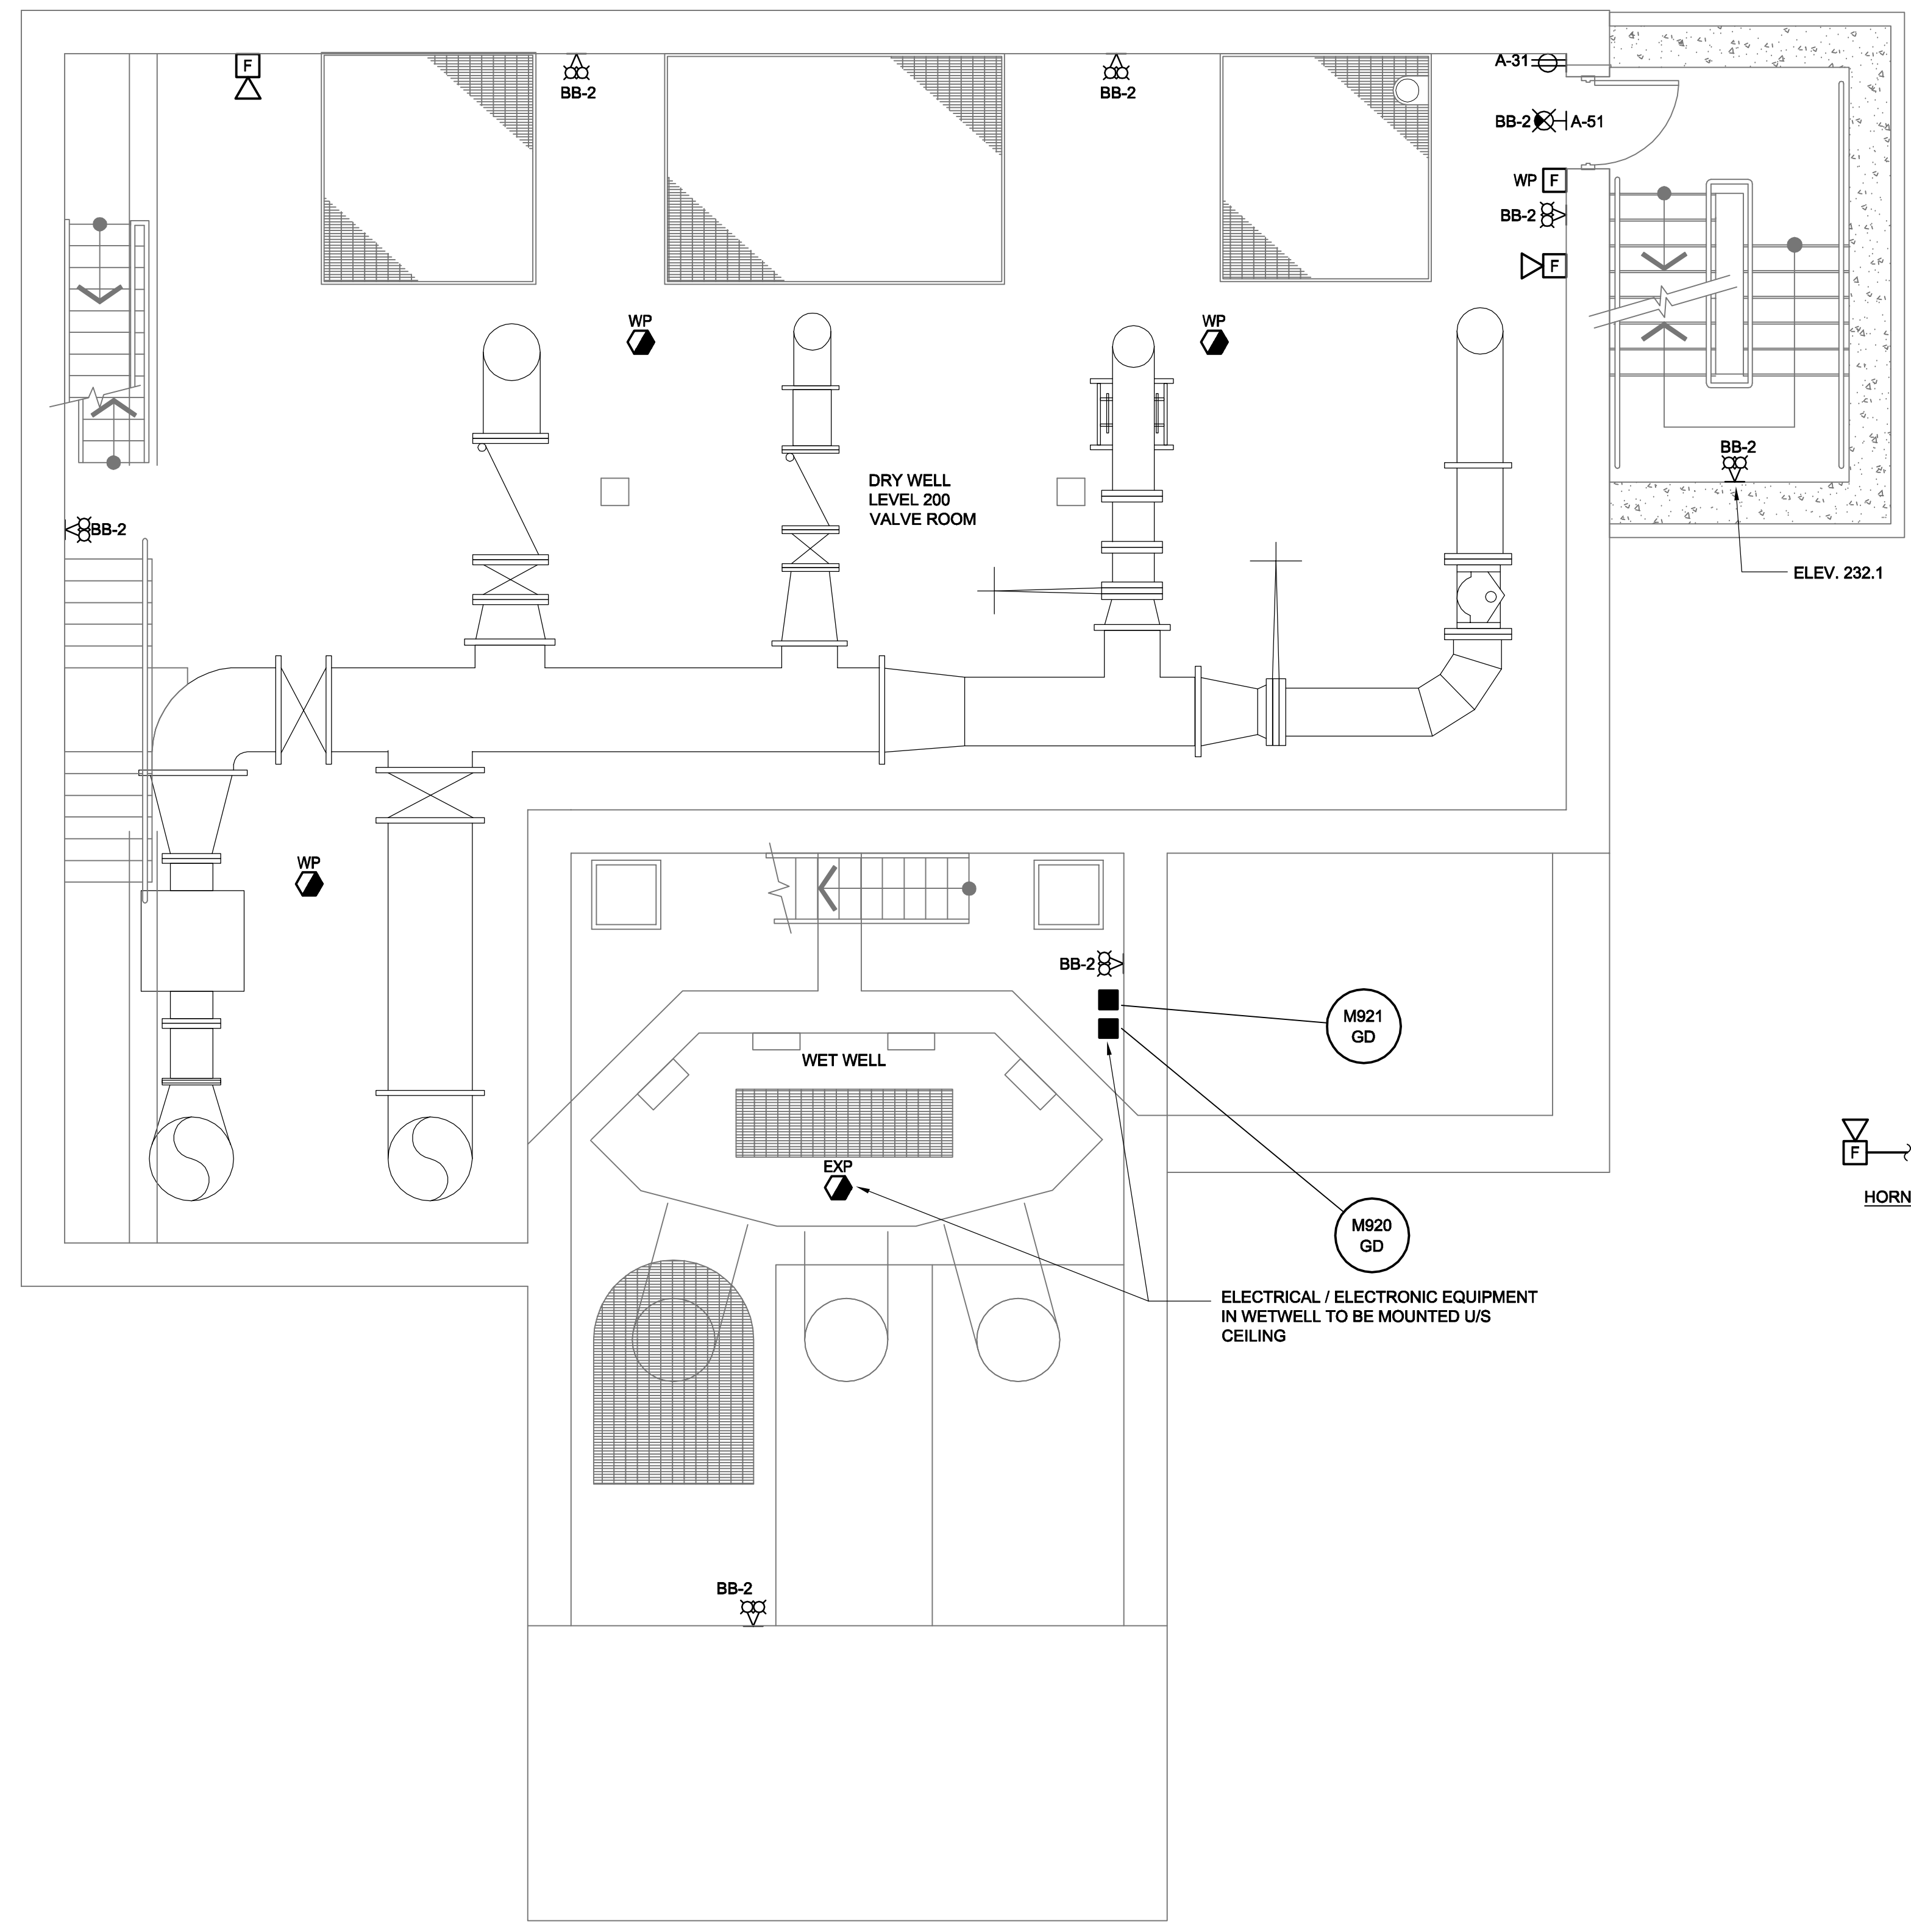 F
BB-2
BB-2
A-31
BB-2
A-51
WP F
BB-2
F
WP
WP
BB-2
DRY WELL
LEVEL 200
VALVE ROOM
BB-2
ELEV. 232.1
WP
BB-2
M921
GD
WET WELL
EXP
F
HORN
M920
GD
ELECTRICAL / ELECTRONIC EQUIPMENT
IN WETWELL TO BE MOUNTED U/S
CEILING
BB-2